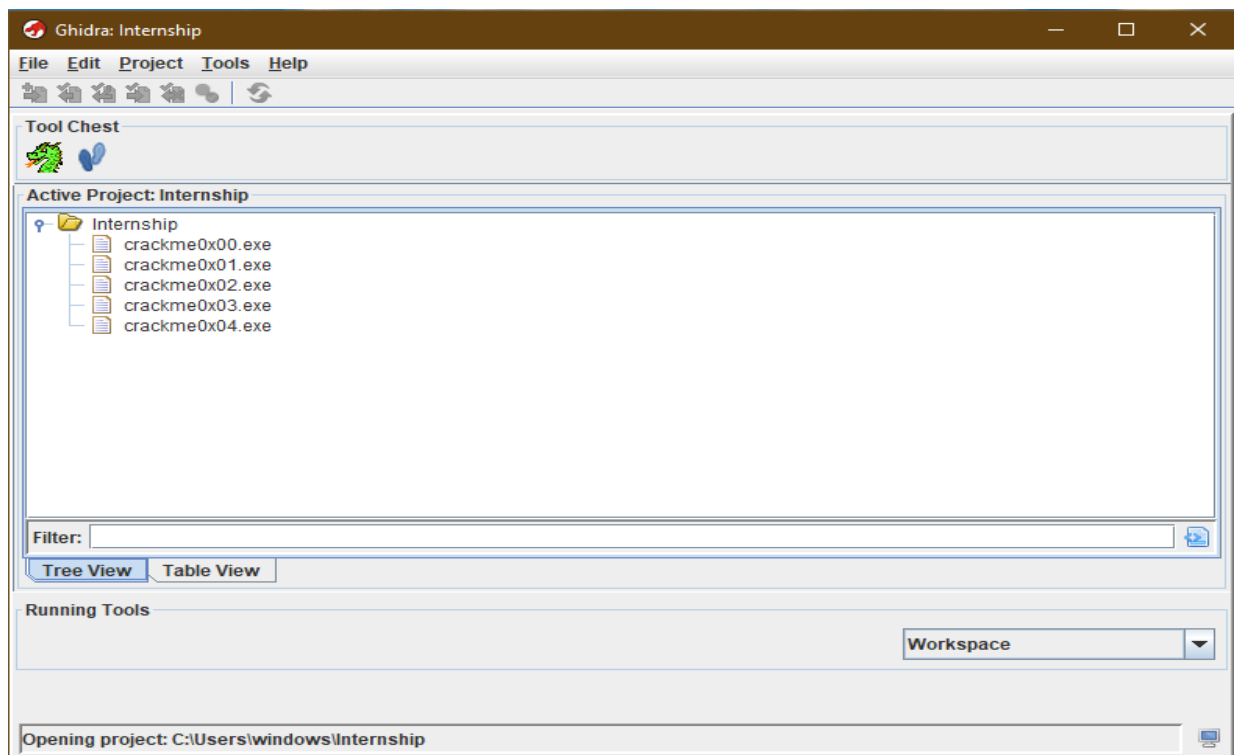 Ghidra: Internship
File Edit Project Tools Help
Tool Chest
Active Project: Internship
Internship
crackme0x00.exe
crackme0x01.exe
crackme0x02.exe
crackme0x03.exe
crackme0x04.exe
Filter:
Tree View Table View
Running Tools
Workspace
Opening project: C:\Users\windows\Internship